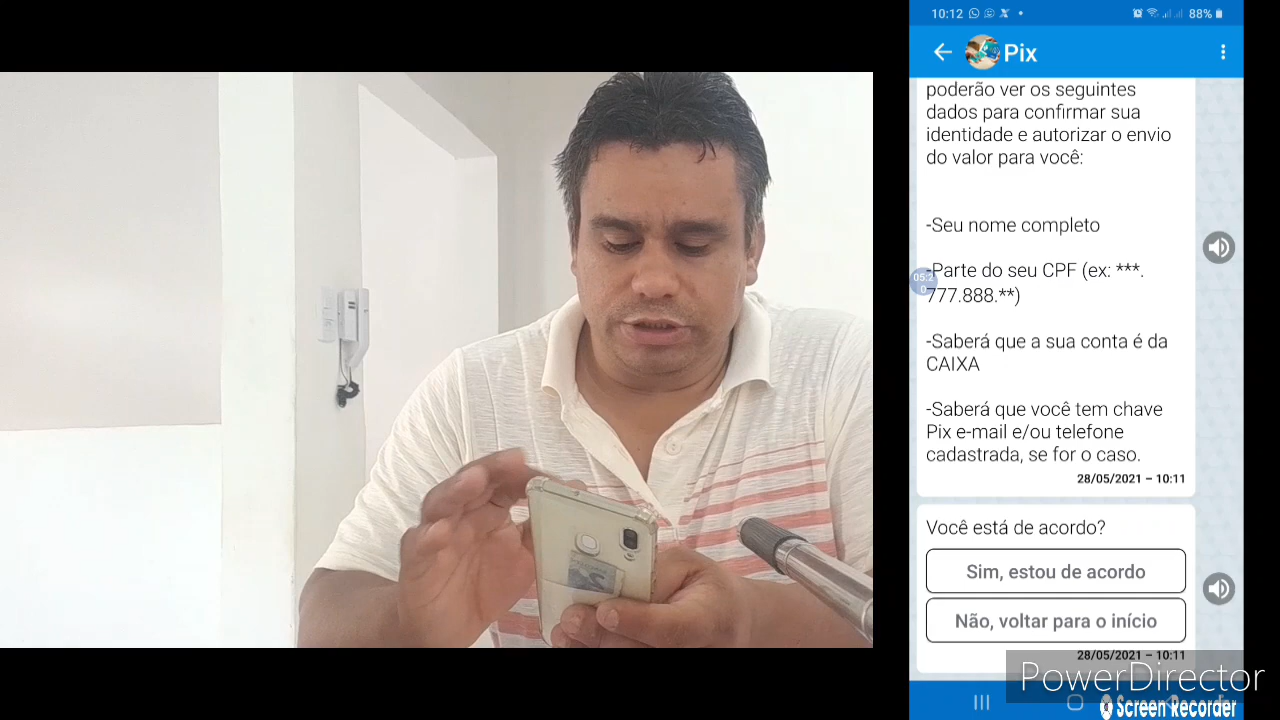 10:12
88%
Pix
poderão ver os seguintes
dados para confirmar sua
identidade e autorizar o envio
do valor para você:
-Seu nome completo
-Parte do seu CPF (ex: ***.
777.888.**)
05:2
0
-Saberá que a sua conta é da
CAIXA
-Saberá que você tem chave
Pix e-mail e/ou telefone
cadastrada, se for o caso.
28/05/2021 – 10:11
Você está de acordo?
Sim, estou de acordo
Não, voltar para o início
28/05/2021 – 10:11
PowerDirector
Screen Recorder